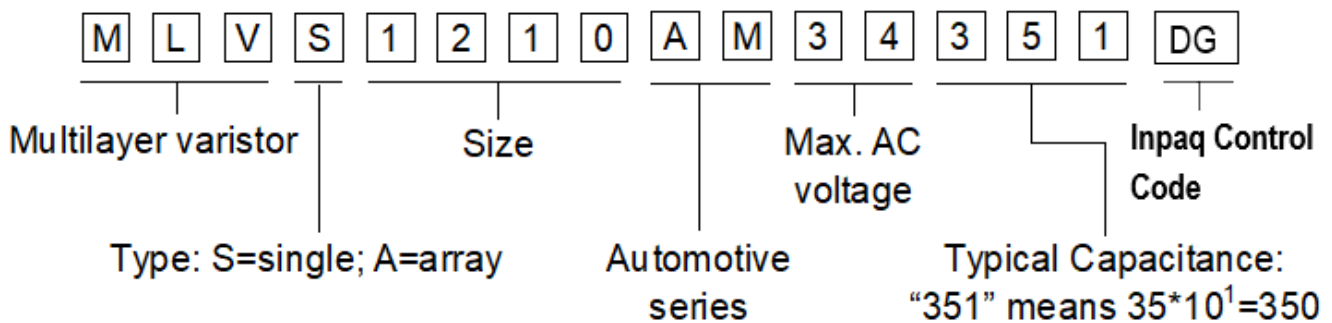 M L V S 1 2 1 0 A M 3 4 3 5 1 DG
Multilayer varistor
Size
Max. AC
voltage
Inpaq Control
Code
Type: S=single; A=array
Automotive
series
Typical Capacitance:
“351” means 35*10¹=350